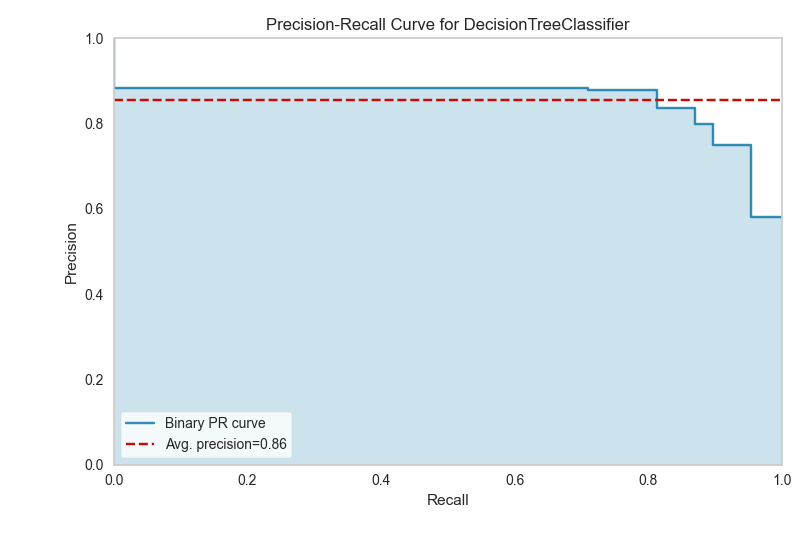 Precision-Recall Curve for DecisionTreeClassifier
1.0
0.8
0.6
0.4
0.2
0.0
Precision
Binary PR curve
Avg. precision=0.86
0.0 0.2 0.4 0.6 0.8 1.0
Recall